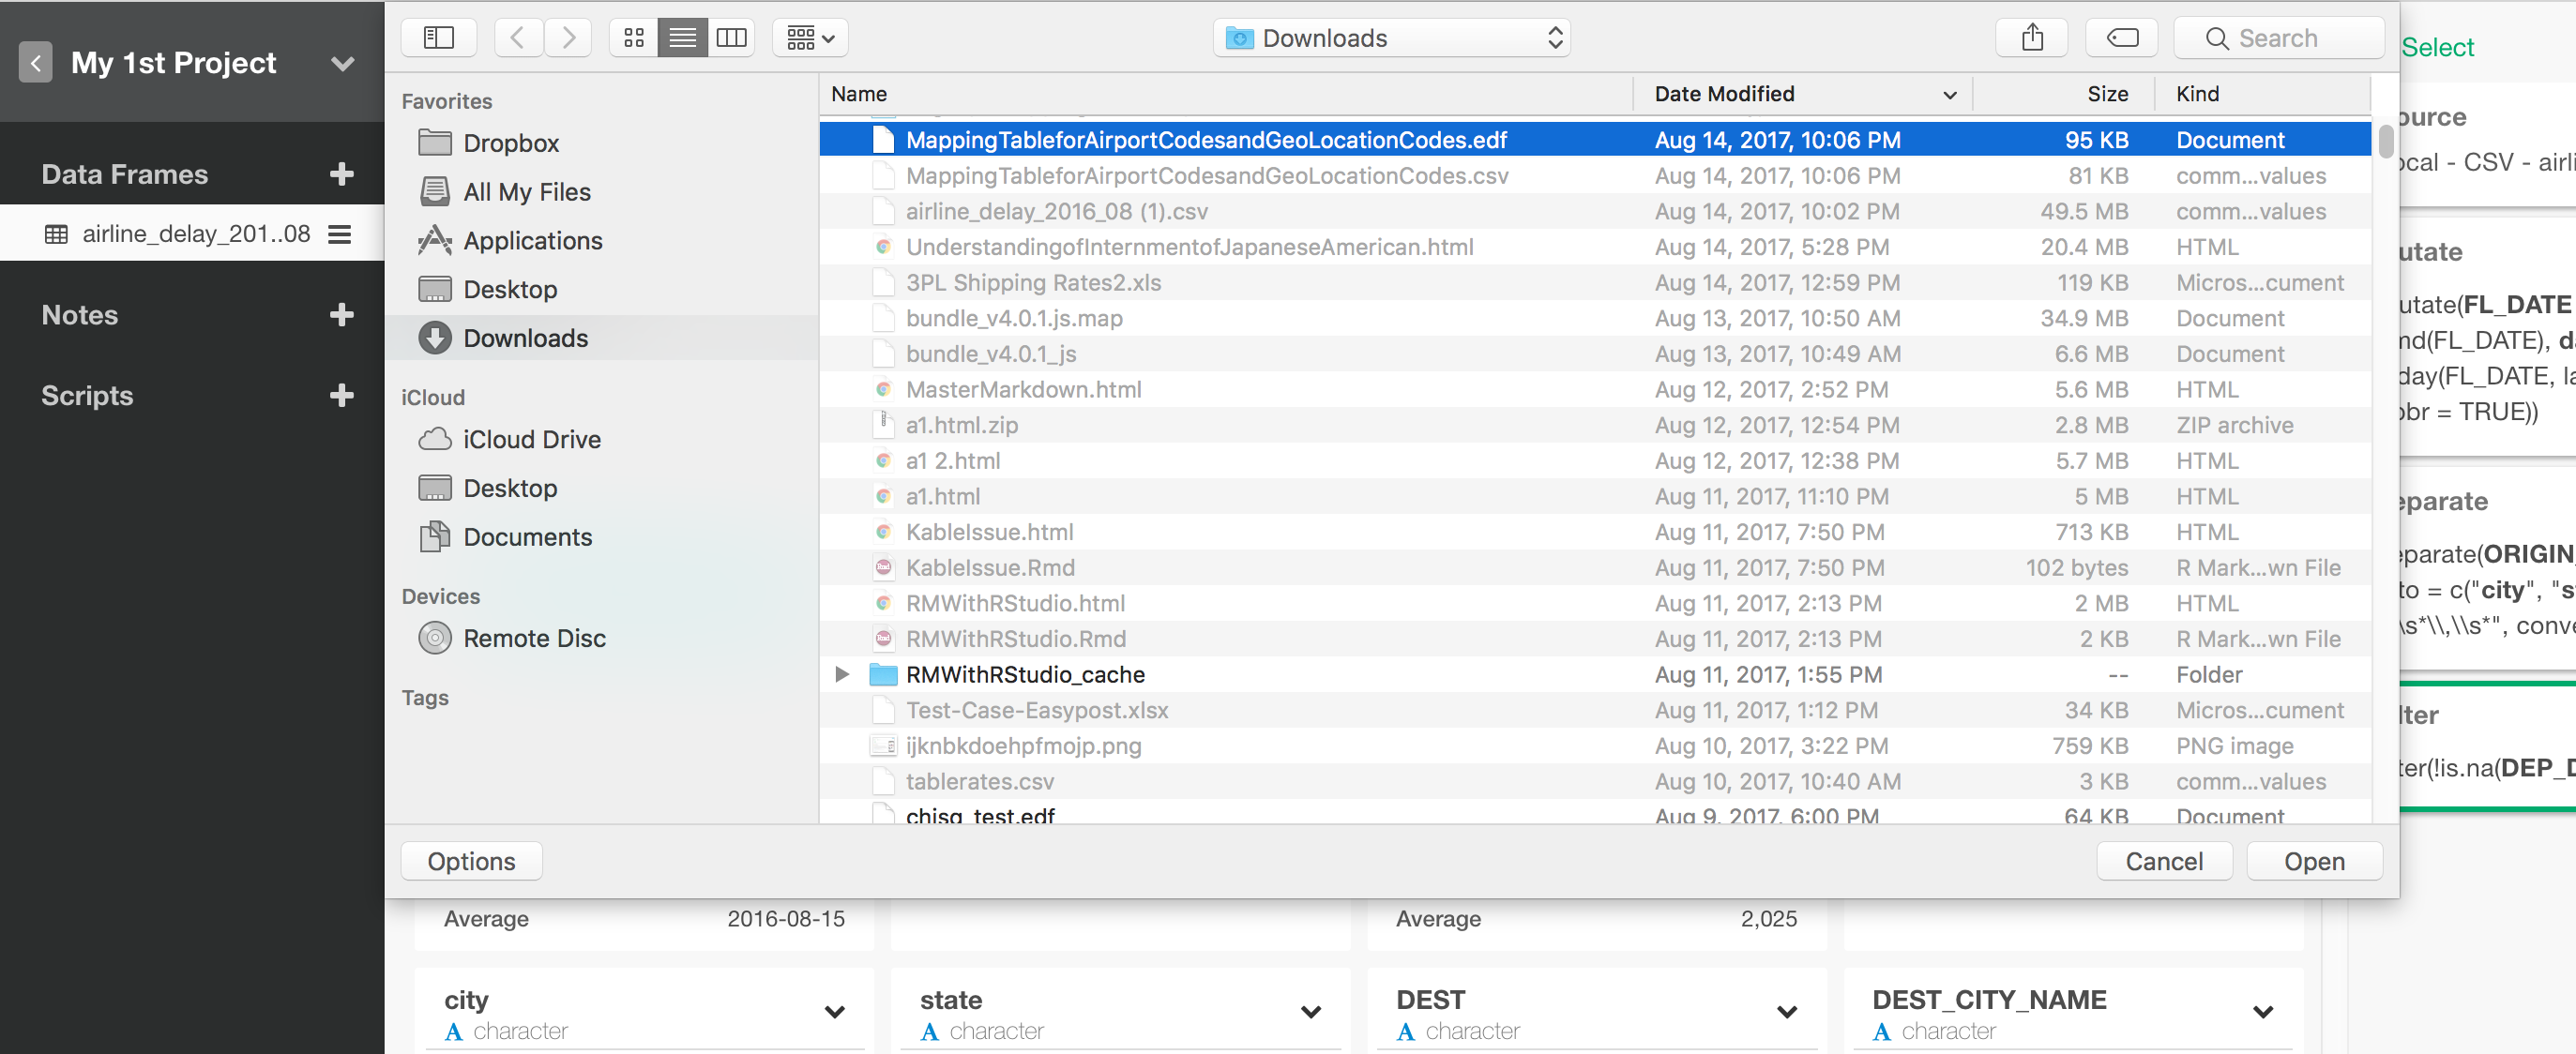 My 1st Project
Data Frames
airline_delay_201..08
Notes
Scripts
Downloads
Search
Favorites
Dropbox
All My Files
Applications
Desktop
Downloads
iCloud
iCloud Drive
Desktop
Documents
Devices
Remote Disc
Tags
Name Date Modified Size Kind
MappingTableforAirportCodesandGeoLocationCodes.edf Aug 14, 2017, 10:06 PM 95 KB Document
MappingTableforAirportCodesandGeoLocationCodes.csv Aug 14, 2017, 10:06 PM 81 KB comm...values
airline_delay_2016_08 (1).csv Aug 14, 2017, 10:02 PM 49.5 MB comm...values
UnderstandingofInternmentofJapaneseAmerican.html Aug 14, 2017, 5:28 PM 20.4 MB HTML
3PL Shipping Rates2.xls Aug 14, 2017, 12:59 PM 119 KB Micros...cument
bundle_v4.0.1.js.map Aug 13, 2017, 10:50 AM 34.9 MB Document
bundle_v4.0.1_js Aug 13, 2017, 10:49 AM 6.6 MB Document
MasterMarkdown.html Aug 12, 2017, 2:52 PM 5.6 MB HTML
a1.html.zip Aug 12, 2017, 12:54 PM 2.8 MB ZIP archive
a1 2.html Aug 12, 2017, 12:38 PM 5.7 MB HTML
a1.html Aug 11, 2017, 11:10 PM 5 MB HTML
KableIssue.html Aug 11, 2017, 7:50 PM 713 KB HTML
KableIssue.Rmd Aug 11, 2017, 7:50 PM 102 bytes R Mark...wn File
RMWithRStudio.html Aug 11, 2017, 2:13 PM 2 MB HTML
RMWithRStudio.Rmd Aug 11, 2017, 2:13 PM 2 KB R Mark...wn File
RMWithRStudio_cache Aug 11, 2017, 1:55 PM -- Folder
Test-Case-Easypost.xlsx Aug 11, 2017, 1:12 PM 34 KB Micros...cument
ijknbkdoehpfmojp.png Aug 10, 2017, 3:22 PM 759 KB PNG image
tablerates.csv Aug 10, 2017, 10:40 AM 3 KB comm...values
chisq_test.edf Aug 9, 2017, 6:00 PM 64 KB Document
Options Cancel Open
Select
ource
ocal - CSV - airli
utate
utate(FL_DATE
md(FL_DATE), da
day(FL_DATE, la
bbr = TRUE))
eparate
eparate(ORIGIN_
to = c("city", "s
\s*\\,\\s*", conve
lter
ter(!is.na(DEP_D
Average 2016-08-15
Average 2,025
city
A character
state
A character
DEST
A character
DEST_CITY_NAME
A character